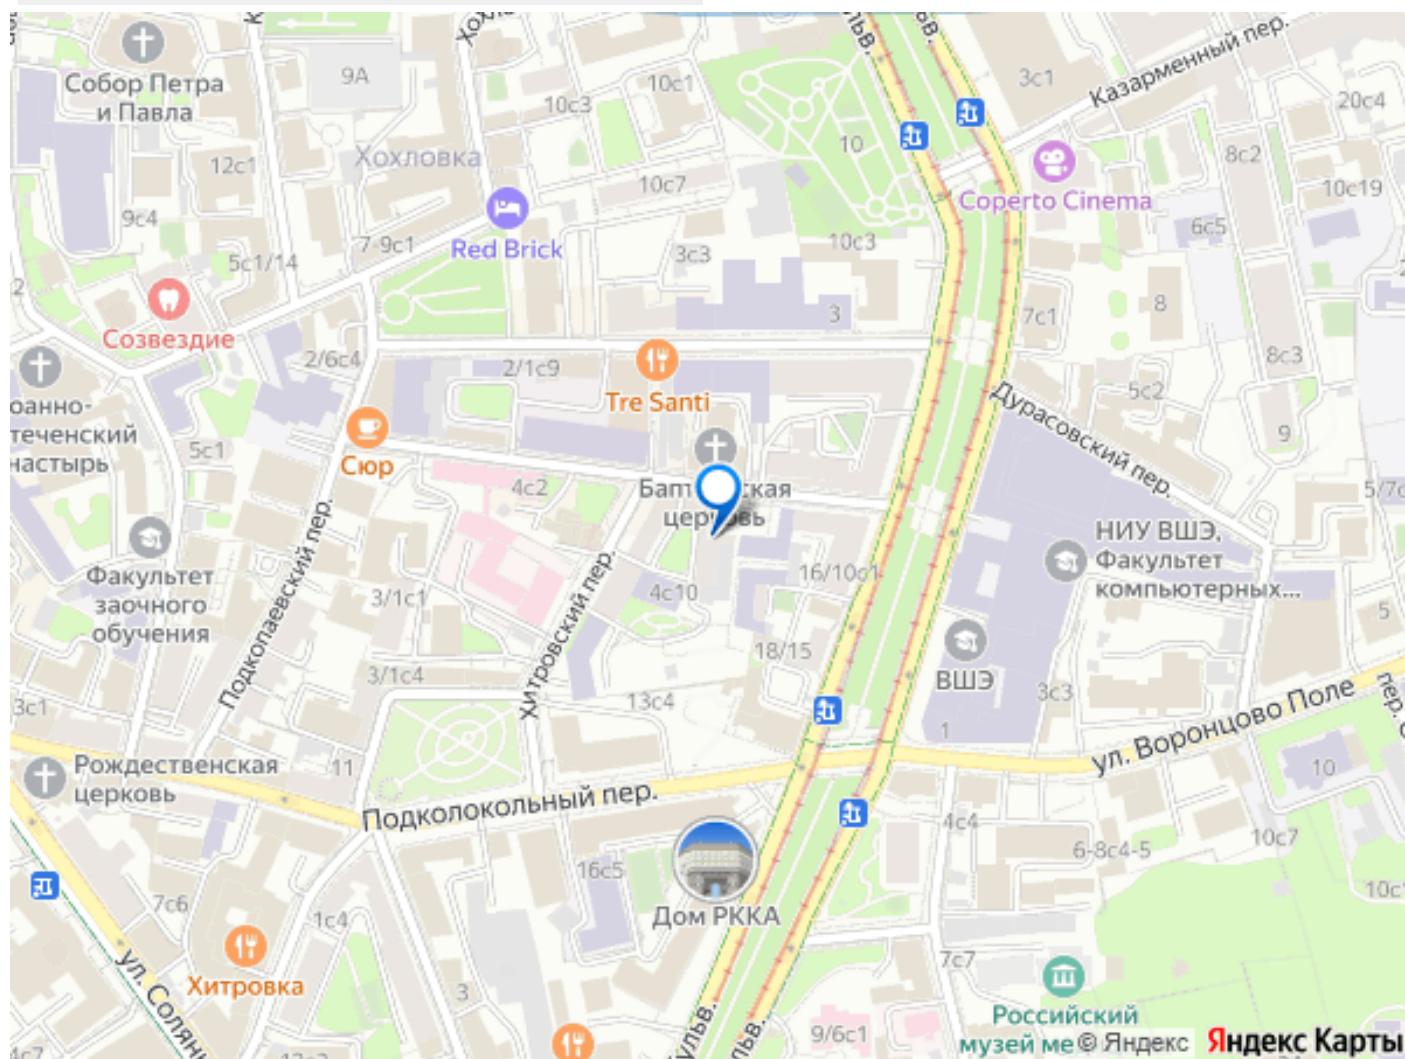 Собор Петра
и Павла
9А
10с1
10с3
3с1
Казарменный пер.
20с4
Хохловка
12с1
10
8с2
10с7
10с19
Coperto Cinema
9с4
7-9с1
Red Brick
3с3
10с3
6с5
5с1/14
Созвездие
3
7с1
8
2/6с4
2/1с9
8с3
Tre Santi
5с2
Дурасовский пер.
9
5с1
Сюр
4с2
Баптистская
церковь
НИУ ВШЭ,
Факультет
компьютерных...
Факультет
заочного
обучения
Подкопаевский пер.
Хитровский пер.
3/1с1
4с10
16/10с1
5
18/15
ВШЭ
3/1с4
13с4
3с3
3с1
1
ул. Воронцово Поле
Рождественская
церковь
11
Подколокольный пер.
10
4с4
10с7
6-8с4-5
16с5
Дом РККА
7с6
1с4
Хитровка
3
7с7
Российский
музей ме
9/6с1
© Яндекс
Яндекс Карты